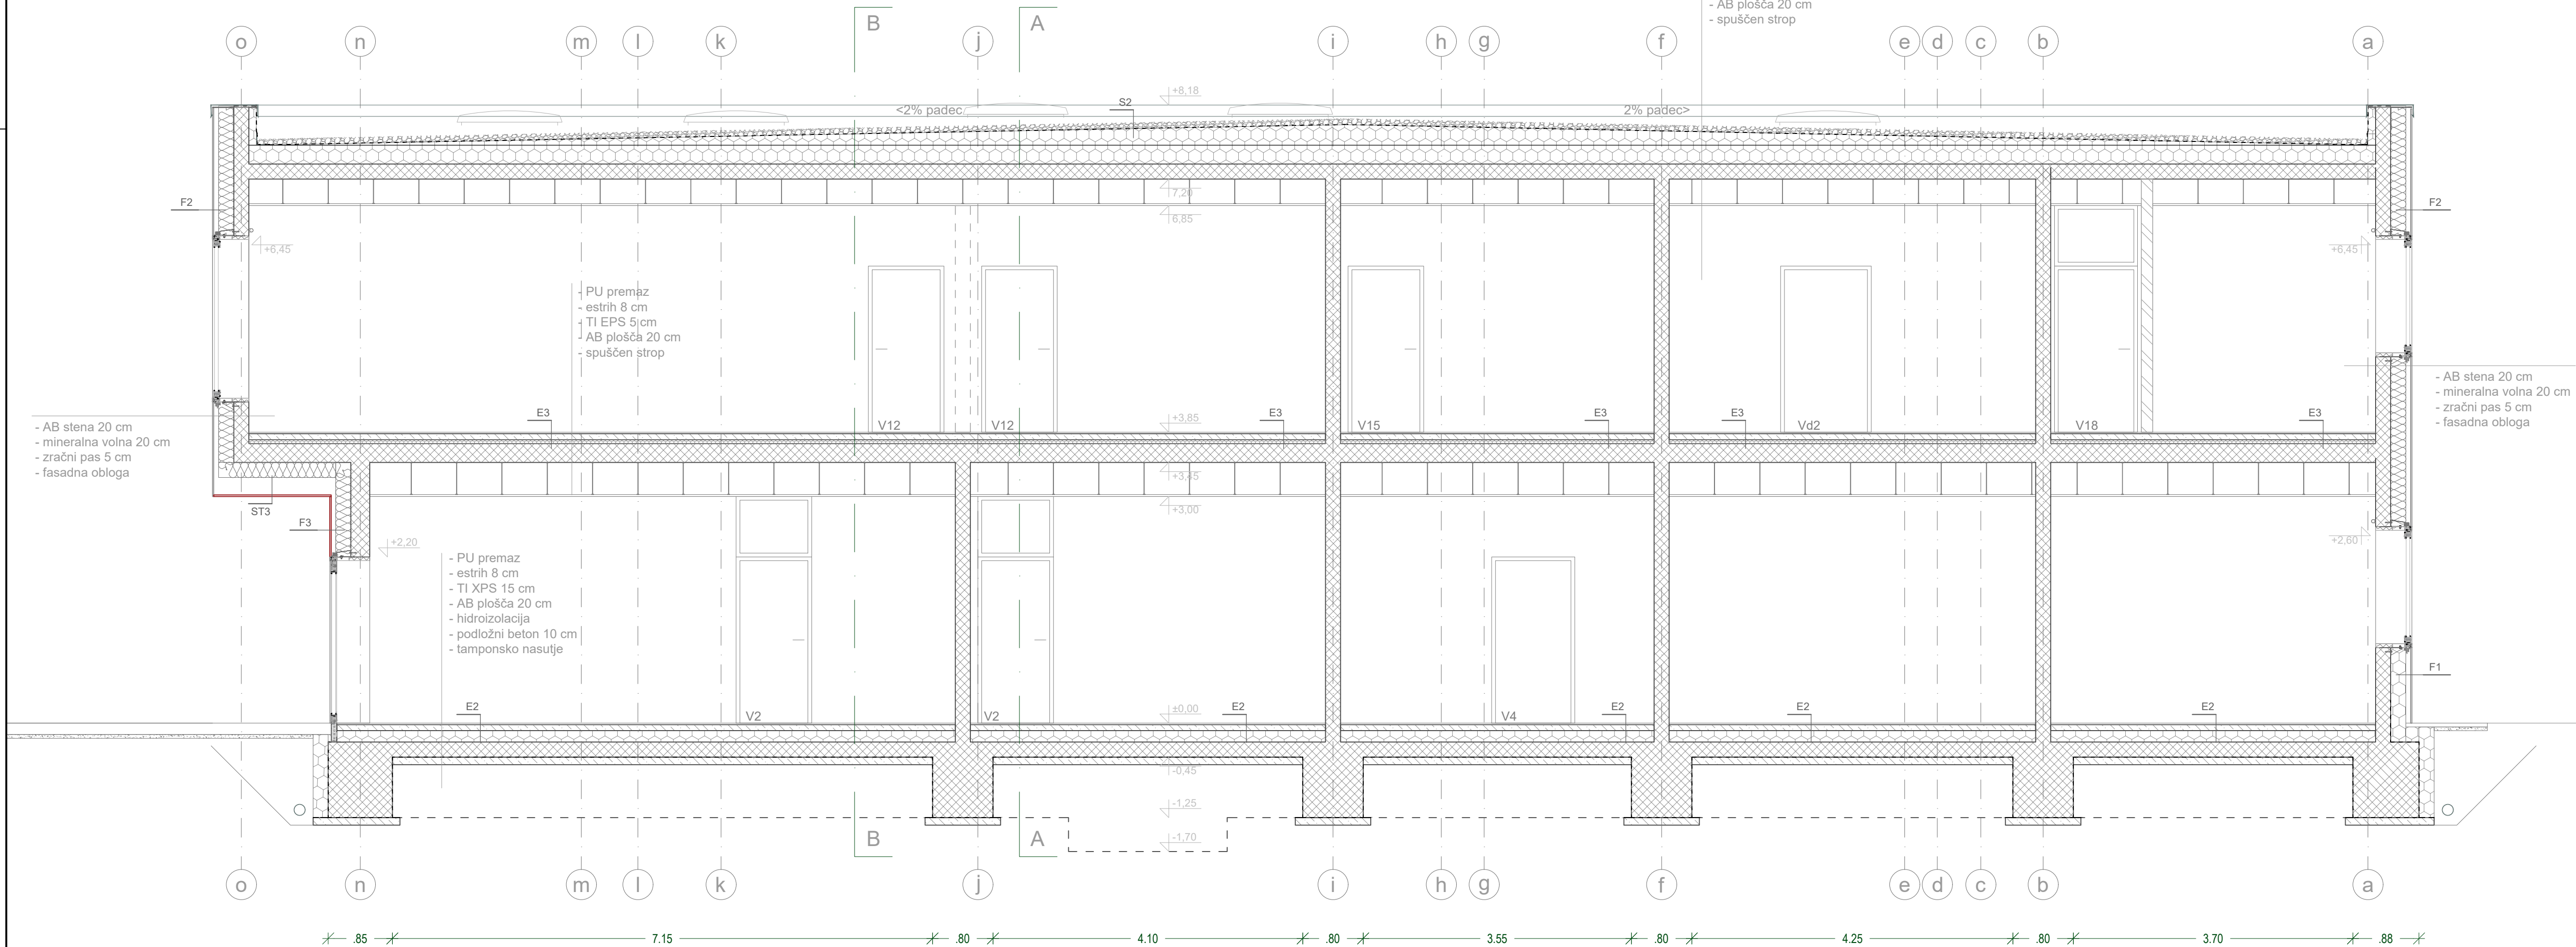 - AB plošča 20 cm
- spuščen strop
B
A
o n m l k j i h g f e d c b a
+8,18
<2% padec
S2
2% padec>
7,20
6,85
F2
F2
+6,45
+6,45
- PU premaz
- estrih 8 cm
- TI EPS 5 cm
- AB plošča 20 cm
- spuščen strop
- AB stena 20 cm
- mineralna volna 20 cm
- zračni pas 5 cm
- fasadna obloga
E3
V12
V12
+3,85
E3
V15
E3
E3
Vd2
V18
E3
- AB stena 20 cm
- mineralna volna 20 cm
- zračni pas 5 cm
- fasadna obloga
ST3
F3
+3,45
+3,00
+2,20
+2,60
- PU premaz
- estrih 8 cm
- TI XPS 15 cm
- AB plošča 20 cm
- hidroizolacija
- podložni beton 10 cm
- tamponsko nasutje
F1
E2
V2
V2
±0,00
E2
V4
E2
E2
E2
-0,45
-1,25
-1,70
B
A
o n m l k j i h g f e d c b a
.85 7.15 .80 4.10 .80 3.55 .80 4.25 .80 3.70 .88